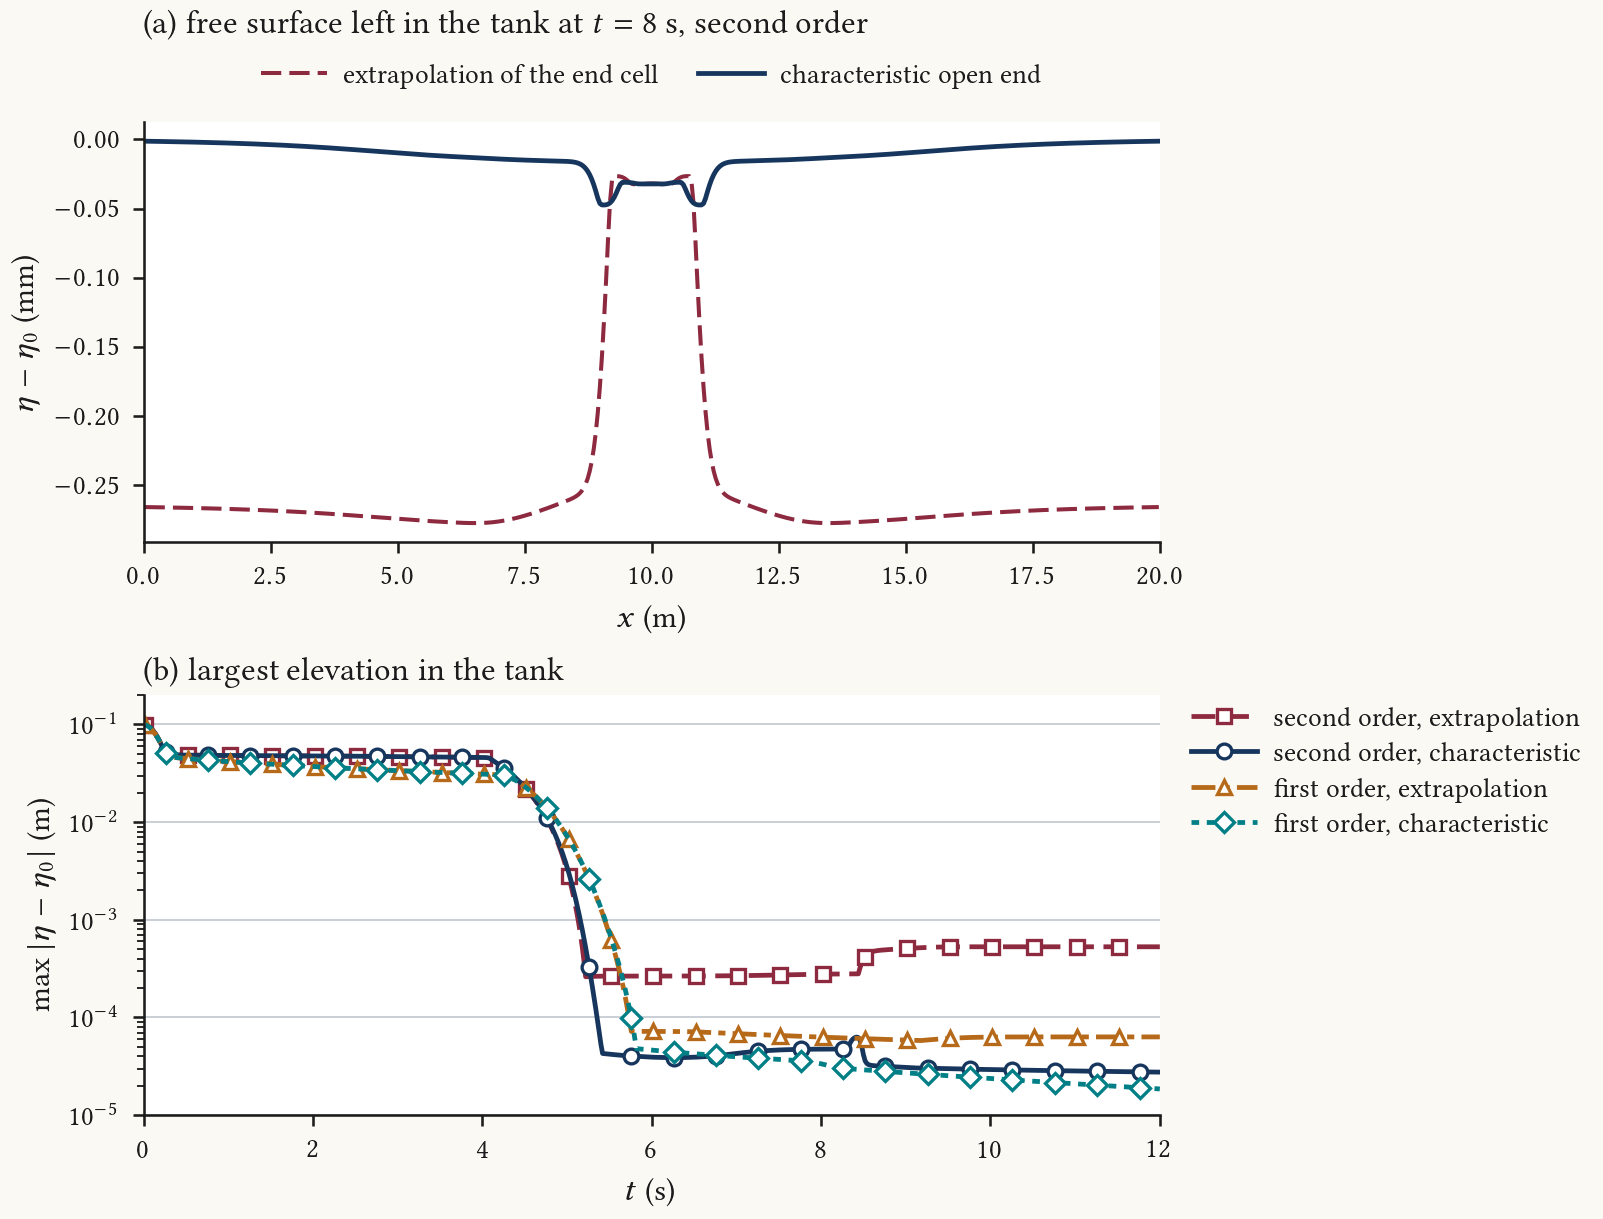 (a) free surface left in the tank at t = 8 s, second order
extrapolation of the end cell
characteristic open end
0.00
−0.05
−0.10
−0.15
−0.20
−0.25
η − η₀ (mm)
0.0 2.5 5.0 7.5 10.0 12.5 15.0 17.5 20.0
x (m)
(b) largest elevation in the tank
10⁻¹
10⁻²
10⁻³
10⁻⁴
10⁻⁵
max |η − η₀| (m)
0 2 4 6 8 10 12
t (s)
second order, extrapolation
second order, characteristic
first order, extrapolation
first order, characteristic